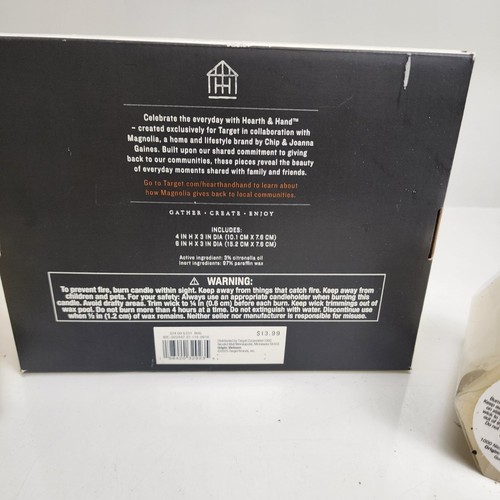 Celebrate the everyday with Hearth & Hand™
– created exclusively for Target in collaboration with
Magnolia, a home and lifestyle brand by Chip & Joanna
Gaines. Built upon our shared commitment to giving
back to our communities, these pieces reveal the beauty
of everyday moments shared with family and friends.
Go to Target.com/hearthandhand to learn about
how Magnolia gives back to local communities.
GATHER • CREATE • ENJOY
INCLUDES:
4 IN H X 3 IN DIA (10.1 CM X 7.6 CM)
6 IN H X 3 IN DIA (15.2 CM X 7.6 CM)
Active ingredient: 3% citronella oil
Inert ingredients: 97% paraffin wax
WARNING:
To prevent fire, burn candle within sight. Keep away from things that catch fire. Keep away from
children and pets. For your safety: Always use an appropriate candleholder when burning this
candle. Avoid drafty areas. Trim wick to ¼ in (0.6 cm) before each use. Keep wick trimmings out of
wax pool. Do not burn more than 4 hours at a time. Do not extinguish with water. Discontinue use
when ½ in (1.2 cm) of wax remains. Neither seller nor manufacturer is responsible for misuse.
$13.99